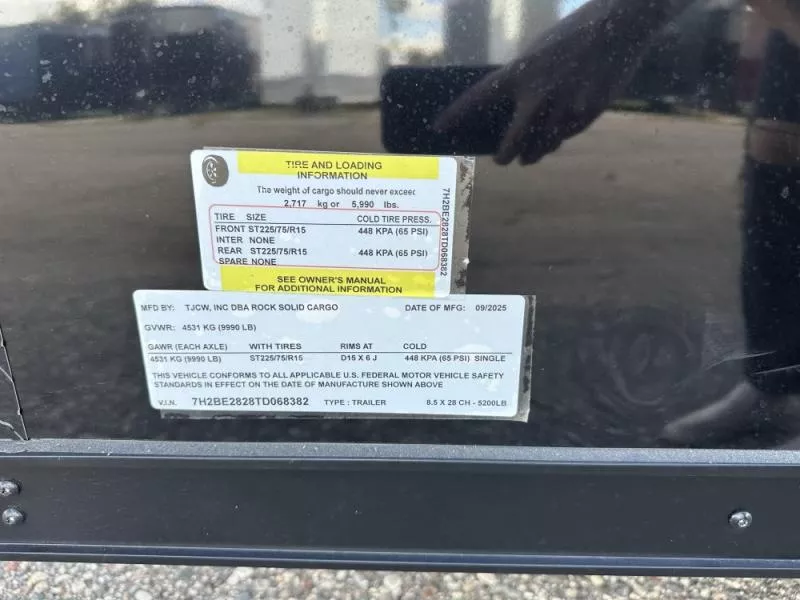 TIRE AND LOADING
INFORMATION
The weight of cargo should never exceed
2,717 kg or 5,990 lbs.
TIRE SIZE COLD TIRE PRESS.
FRONT ST225/75/R15 448 KPA (65 PSI)
INTER NONE
REAR ST225/75/R15 448 KPA (65 PSI)
SPARE NONE
SEE OWNER'S MANUAL
FOR ADDITIONAL INFORMATION
7H2BE2828TD068382
MFD BY: TJCW, INC DBA ROCK SOLID CARGO DATE OF MFG: 09/2025
GVWR: 4531 KG (9990 LB)
GAWR (EACH AXLE) WITH TIRES RIMS AT COLD
4531 KG (9990 LB) ST225/75/R15 D15 X 6 J 448 KPA (65 PSI) SINGLE
THIS VEHICLE CONFORMS TO ALL APPLICABLE U.S. FEDERAL MOTOR VEHICLE SAFETY
STANDARDS IN EFFECT ON THE DATE OF MANUFACTURE SHOWN ABOVE
V.I.N. 7H2BE2828TD068382 TYPE : TRAILER 8.5 X 28 CH - 5200LB